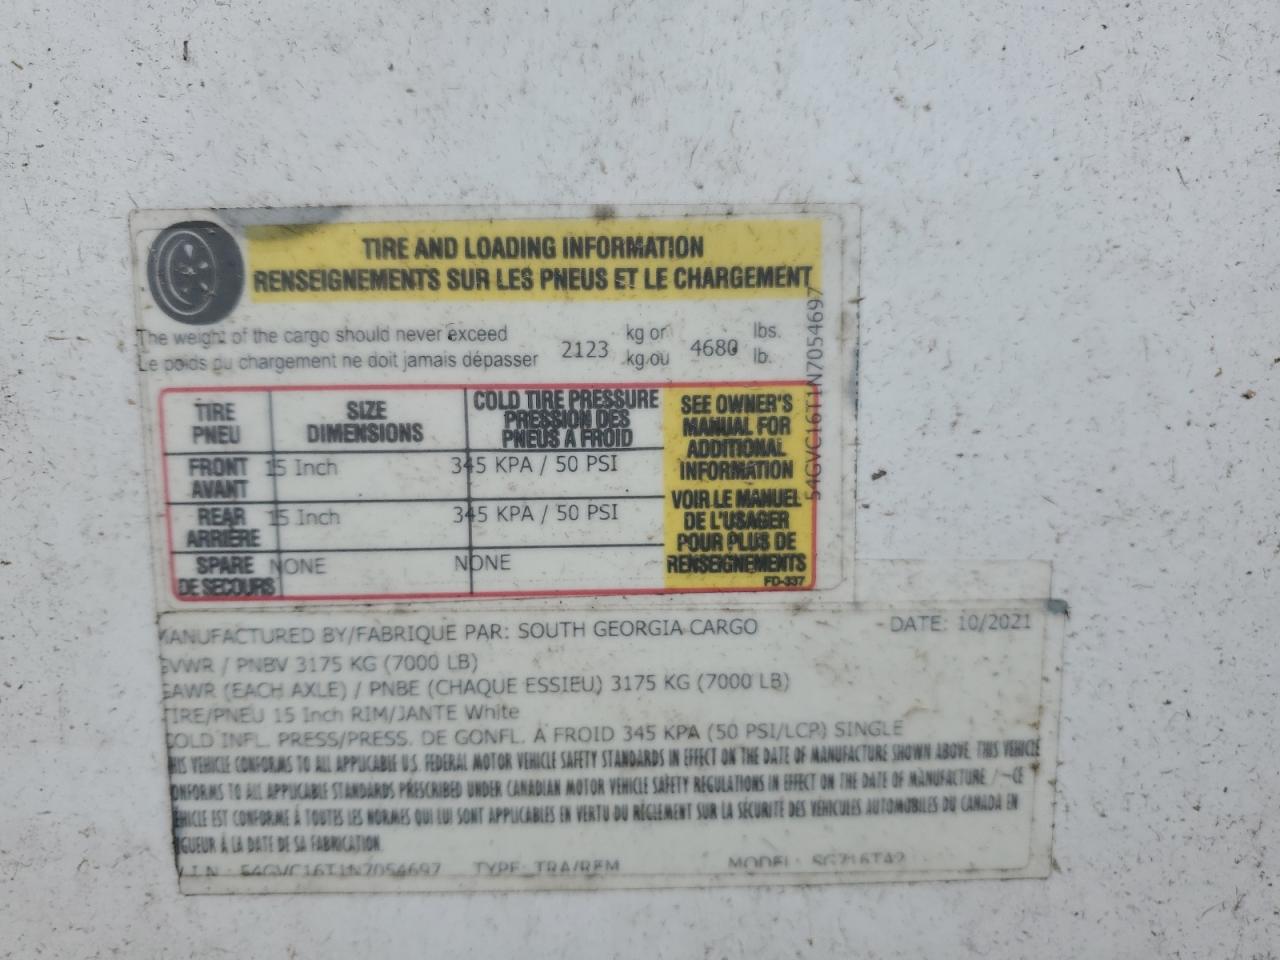 TIRE AND LOADING INFORMATION
RENSEIGNEMENTS SUR LES PNEUS ET LE CHARGEMENT
The weight of the cargo should never exceed 2123 kg or 4680 lbs.
Le poids du chargement ne doit jamais dépasser kg ou lb.
TIRE PNEU
SIZE DIMENSIONS
COLD TIRE PRESSURE PRESSION DES PNEUS A FROID
FRONT AVANT 15 Inch 345 KPA / 50 PSI
REAR ARRIÈRE 15 Inch 345 KPA / 50 PSI
SPARE DE SECOURS NONE NONE
SEE OWNER'S
MANUAL FOR
ADDITIONAL
INFORMATION
VOIR LE MANUEL
DE L'USAGER
POUR PLUS DE
RENSEIGNEMENTS
FD-337
54GVC16T1N7054697
MANUFACTURED BY/FABRIQUE PAR: SOUTH GEORGIA CARGO DATE: 10/2021
GVWR / PNBV 3175 KG (7000 LB)
GAWR (EACH AXLE) / PNBE (CHAQUE ESSIEU) 3175 KG (7000 LB)
TIRE/PNEU 15 Inch RIM/JANTE White
COLD INFL. PRESS/PRESS. DE GONFL. À FROID 345 KPA (50 PSI/LCP) SINGLE
THIS VEHICLE CONFORMS TO ALL APPLICABLE U.S. FEDERAL MOTOR VEHICLE SAFETY STANDARDS IN EFFECT ON THE DATE OF MANUFACTURE SHOWN ABOVE. THIS VEHICLE
CONFORMS TO ALL APPLICABLE STANDARDS PRESCRIBED UNDER CANADIAN MOTOR VEHICLE SAFETY REGULATIONS IN EFFECT ON THE DATE OF MANUFACTURE / -CE
VEHICLE EST CONFORME À TOUTES LES NORMES QUI LUI SONT APPLICABLES EN VERTU DU RÈGLEMENT SUR LA SÉCURITÉ DES VÉHICULES AUTOMOBILES DU CANADA EN
VIGUEUR À LA DATE DE SA FABRICATION.
V.I.N.: 54GVC16T1N7054697 TYPE: TRA/REM MODEL: SG716TA2